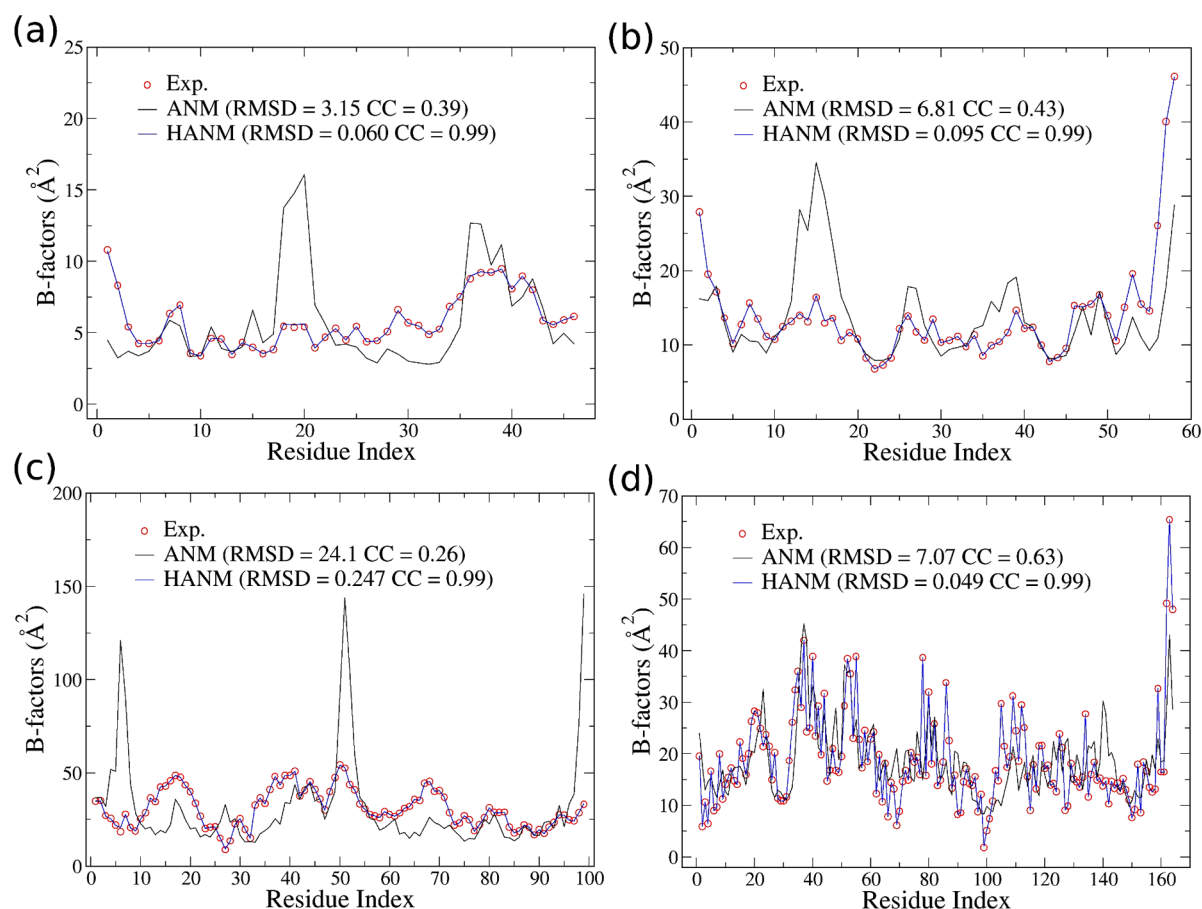 (a)
25
20
15
10
5
0
B-factors (Å²)
Exp.
ANM (RMSD = 3.15 CC = 0.39)
HANM (RMSD = 0.060 CC = 0.99)
0 10 20 30 40
Residue Index
(b)
50
40
30
20
10
0
B-factors (Å²)
Exp.
ANM (RMSD = 6.81 CC = 0.43)
HANM (RMSD = 0.095 CC = 0.99)
0 10 20 30 40 50 60
Residue Index
(c)
200
150
100
50
0
B-factors (Å²)
Exp.
ANM (RMSD = 24.1 CC = 0.26)
HANM (RMSD = 0.247 CC = 0.99)
0 10 20 30 40 50 60 70 80 90 100
Residue Index
(d)
70
60
50
40
30
20
10
0
B-factors (Å²)
Exp.
ANM (RMSD = 7.07 CC = 0.63)
HANM (RMSD = 0.049 CC = 0.99)
0 20 40 60 80 100 120 140 160
Residue Index